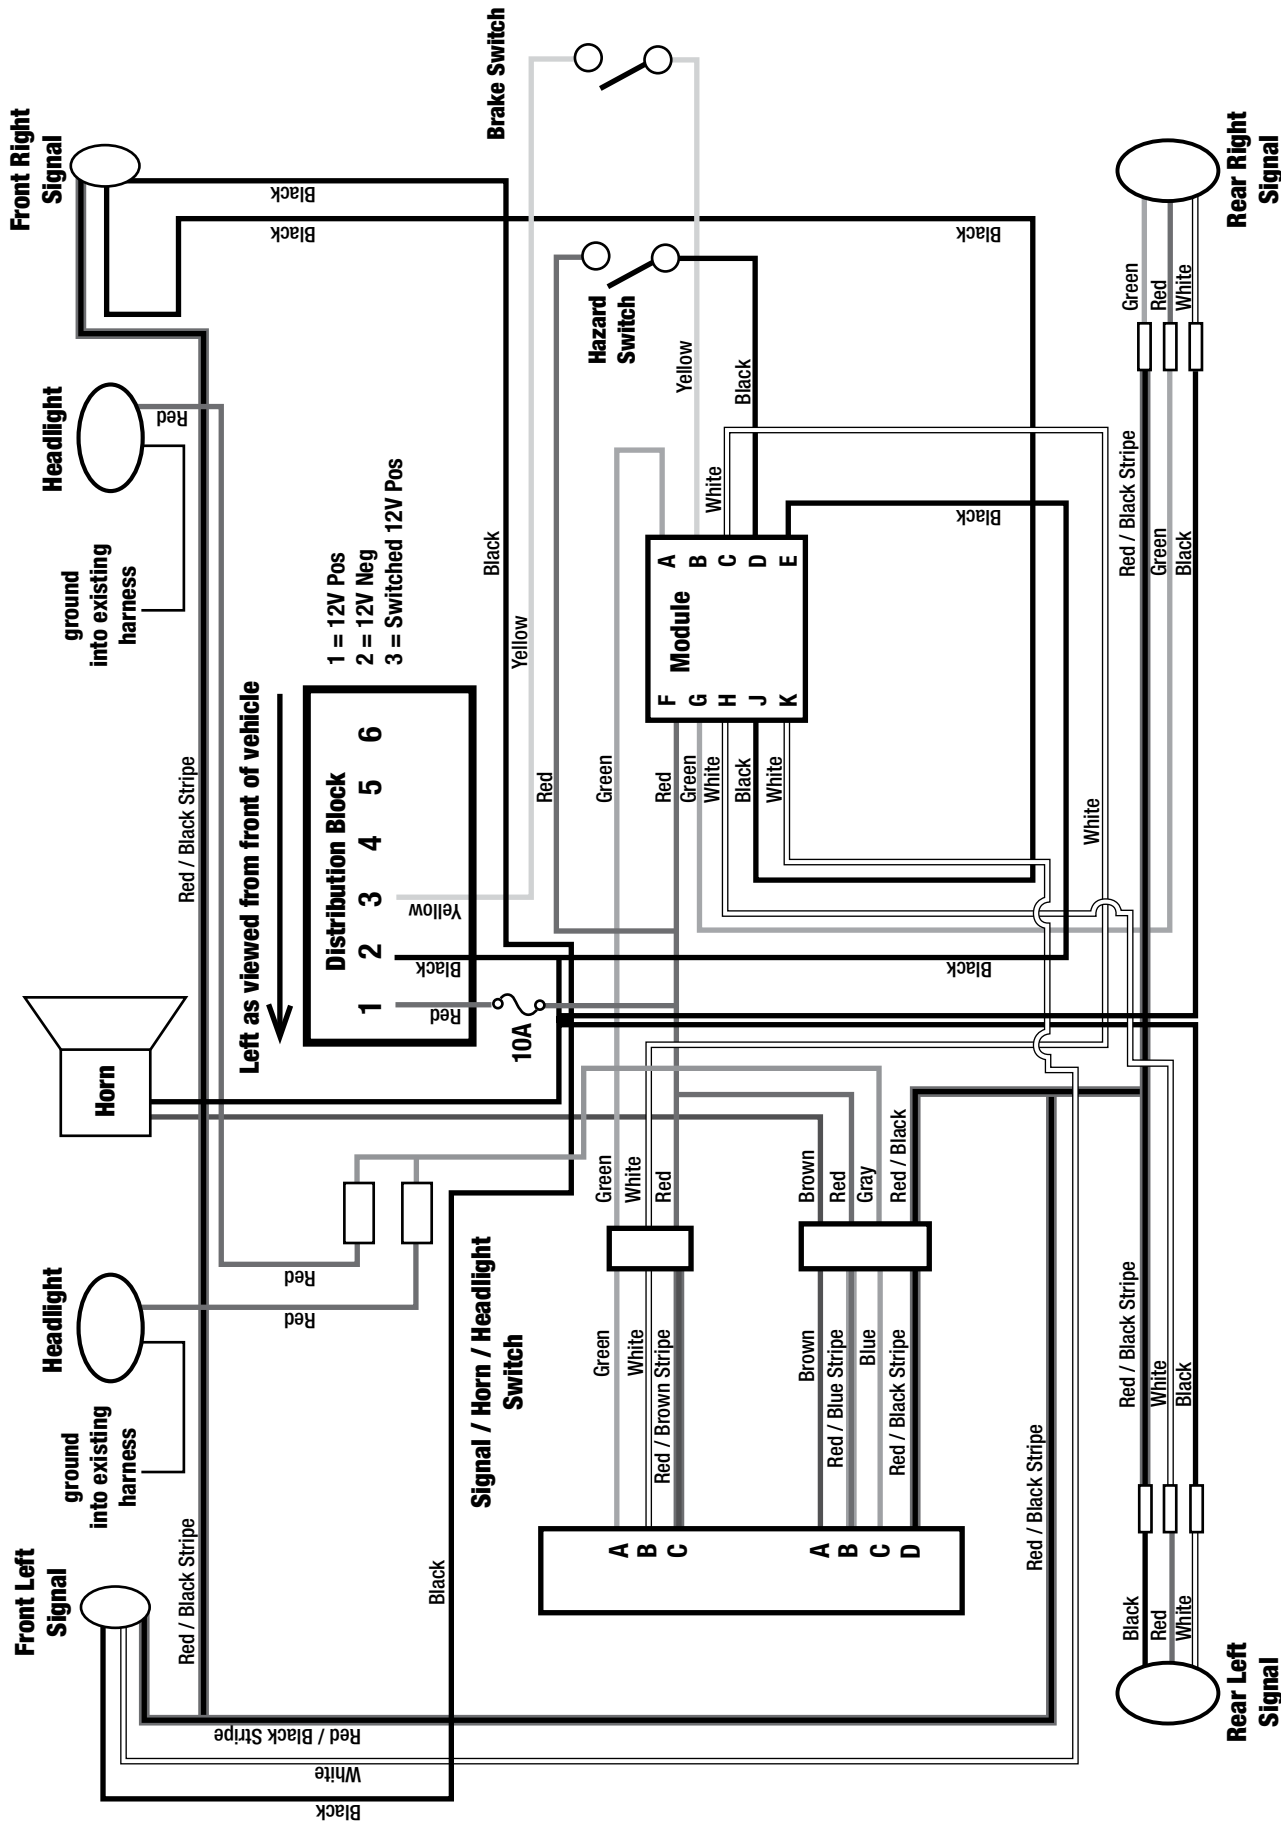 Front Left
Signal
ground
into existing
harness
Headlight
Horn
ground
into existing
harness
Headlight
Front Right
Signal
Black
White
Red / Black Stripe
Red / Black Stripe
Red
Red
Red / Black Stripe
Red
Black
Black
Left as viewed from front of vehicle
Distribution Block
1 2 3 4 5 6
1 = 12V Pos
2 = 12V Neg
3 = Switched 12V Pos
Red
Black
Yellow
10A
Black
Black
Yellow
Brake Switch
Red
Hazard
Switch
Signal / Horn / Headlight
Switch
A
B
C
A
B
C
D
Green
White
Red / Brown Stripe
Brown
Red / Blue Stripe
Blue
Red / Black Stripe
Green
White
Red
Brown
Red
Gray
Red / Black
Green
Red
Green
White
Black
White
Module
F
G
H
J
K
A
B
C
D
E
White
Yellow
Black
Black
Black
Black
White
Red / Black Stripe
Red / Black Stripe
White
Black
Red / Black Stripe
Green
Black
Black
Red
White
Green
Red
White
Rear Left
Signal
Rear Right
Signal